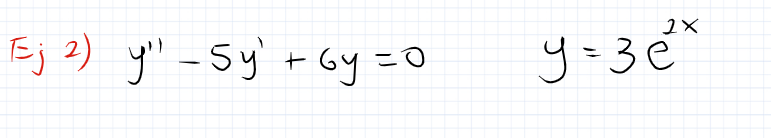 Ej 2) y'' - 5y' + 6y = 0 y = 3e^{2x}